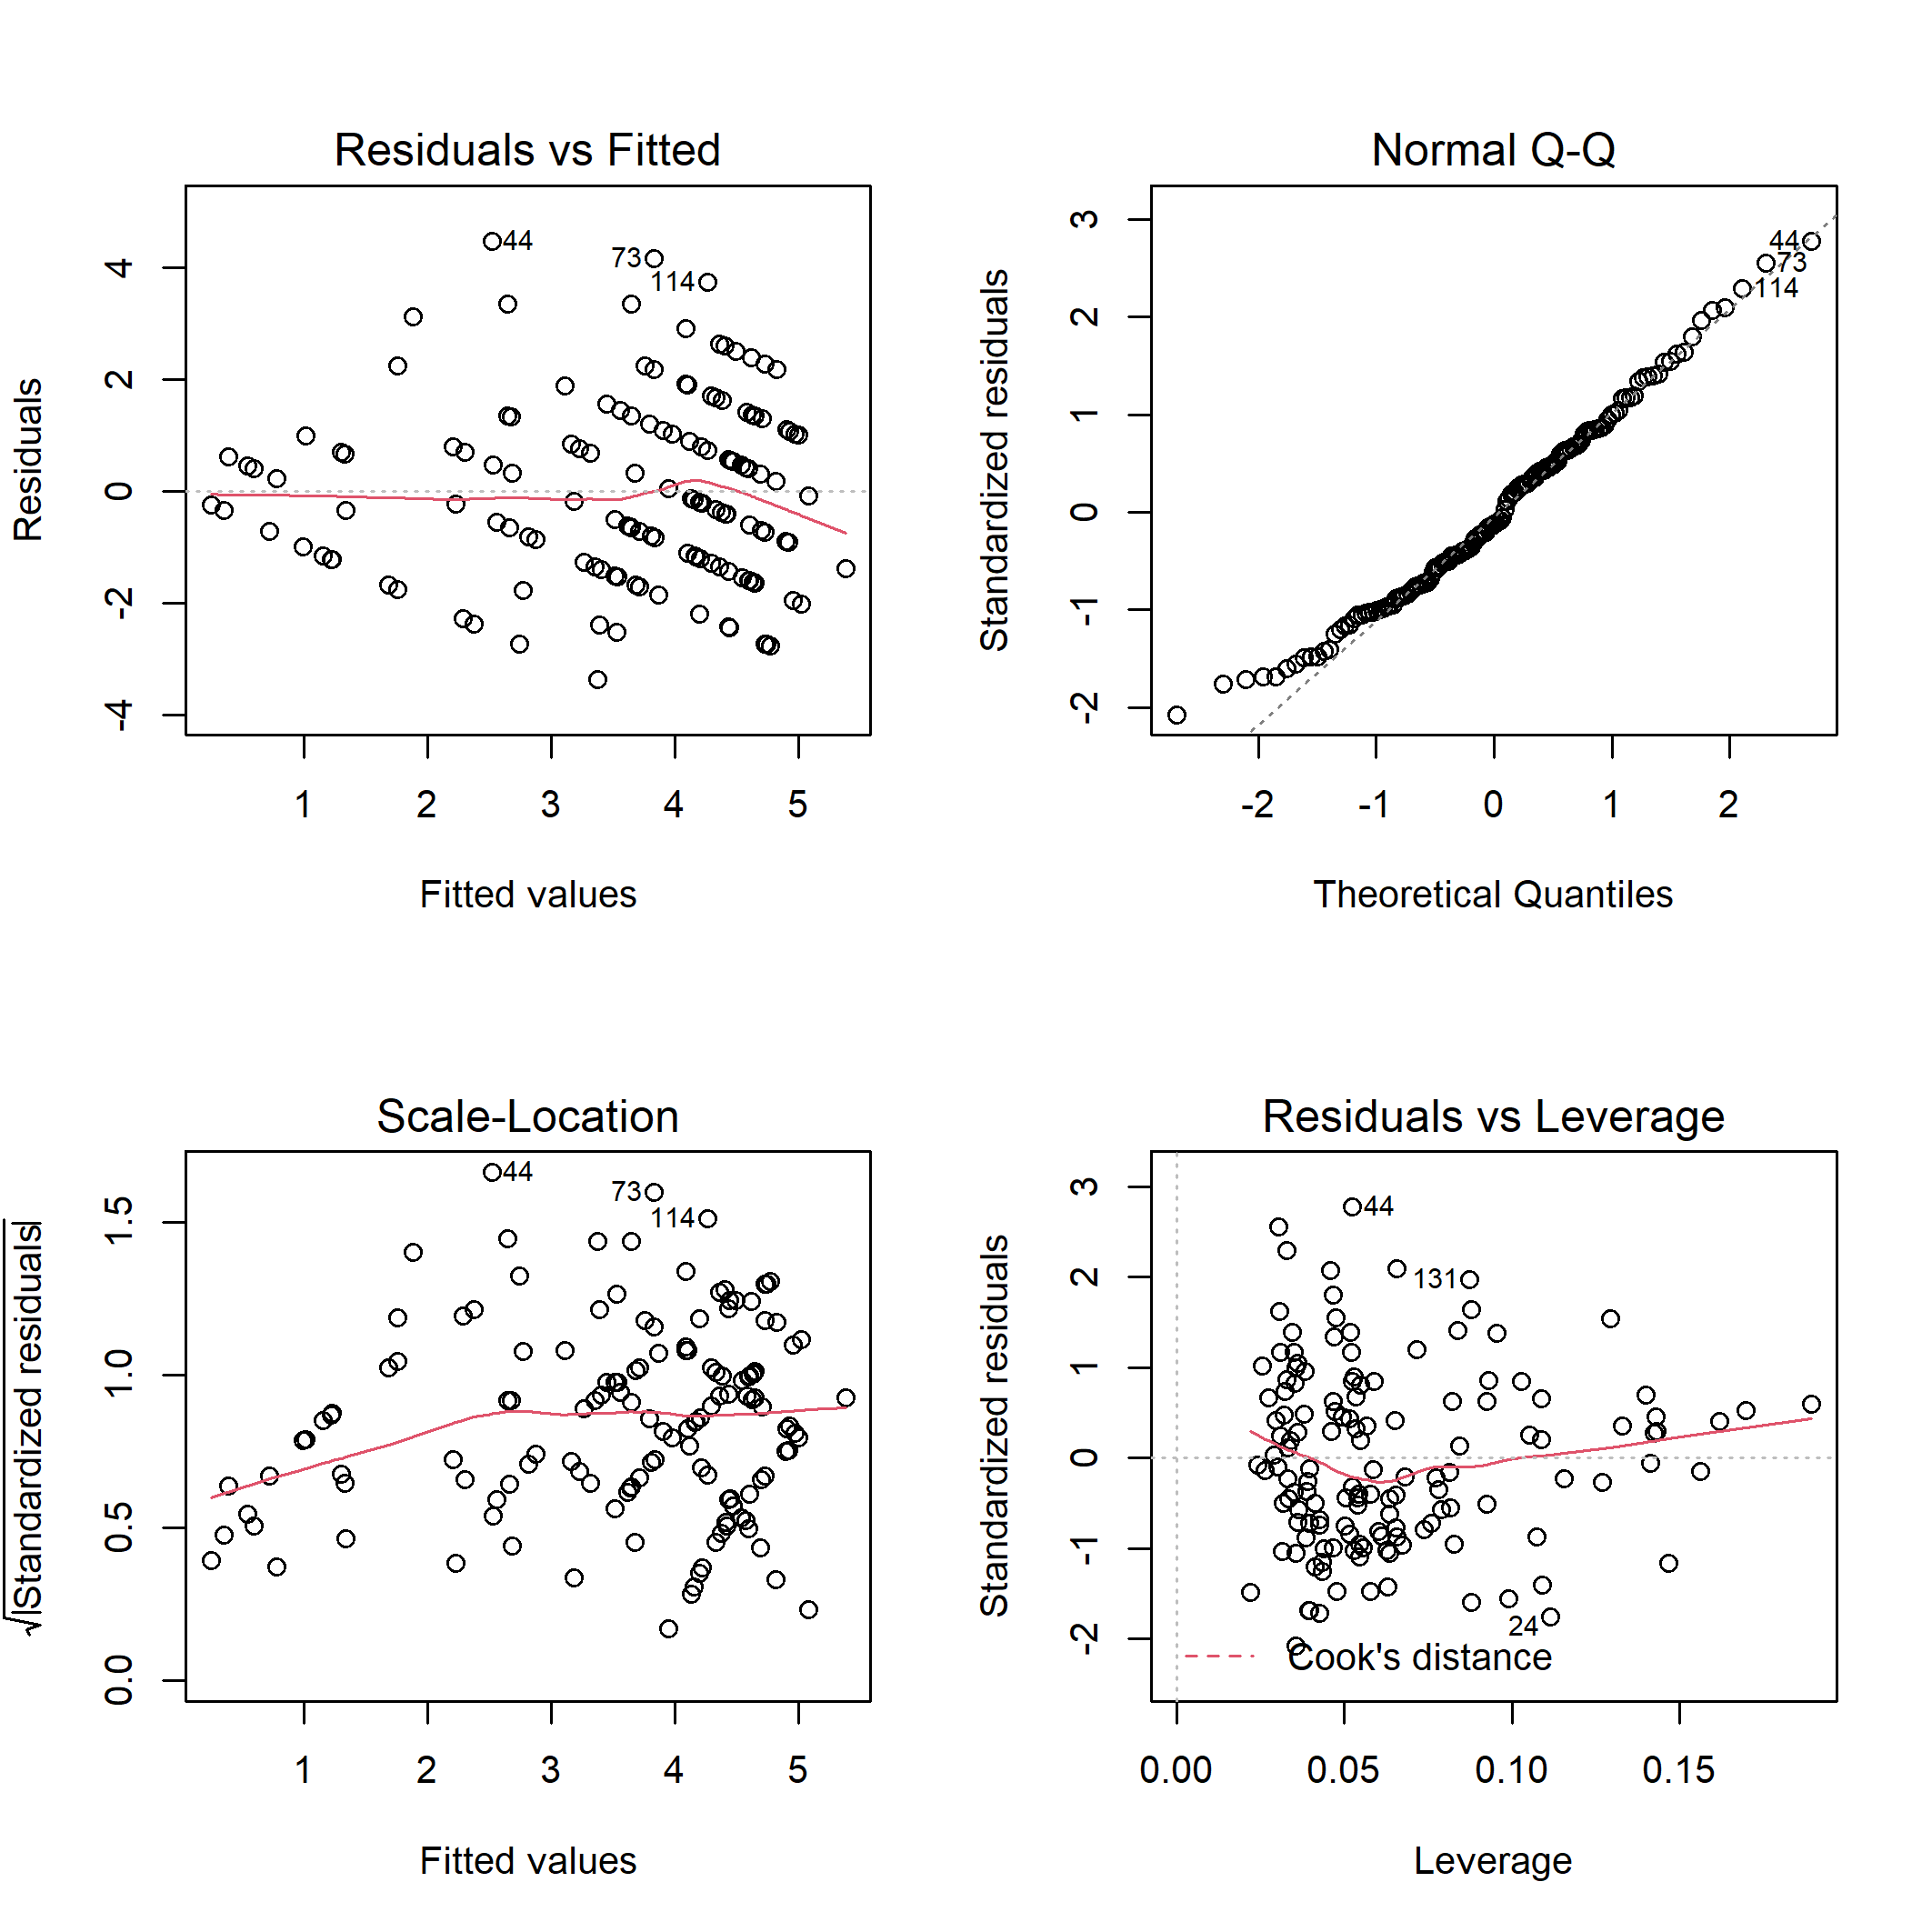 Residuals vs Fitted
Residuals
4
2
0
-2
-4
44
73
114
1 2 3 4 5
Fitted values
Normal Q-Q
Standardized residuals
3
2
1
0
-1
-2
44
73
114
-2 -1 0 1 2
Theoretical Quantiles
Scale-Location
√|Standardized residuals|
1.5
1.0
0.5
0.0
44
73
114
1 2 3 4 5
Fitted values
Residuals vs Leverage
Standardized residuals
3
2
1
0
-1
-2
44
131
24
Cook's distance
0.00 0.05 0.10 0.15
Leverage